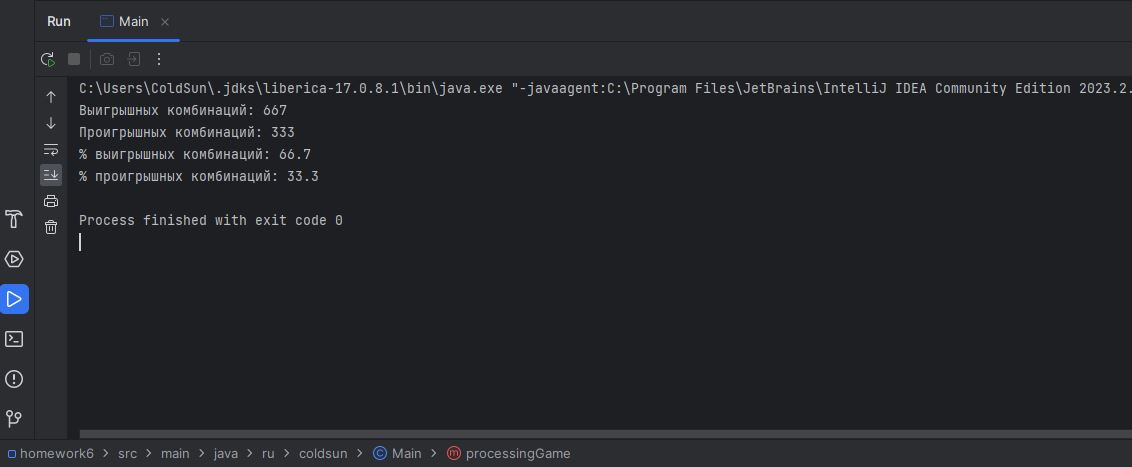 Run Main
C:\Users\ColdSun\.jdks\liberica-17.0.8.1\bin\java.exe "-javaagent:C:\Program Files\JetBrains\IntelliJ IDEA Community Edition 2023.2.
Выигрышных комбинаций: 667
Проигрышных комбинаций: 333
% выигрышных комбинаций: 66.7
% проигрышных комбинаций: 33.3
Process finished with exit code 0
homework6 > src > main > java > ru > coldsun > Main > processingGame